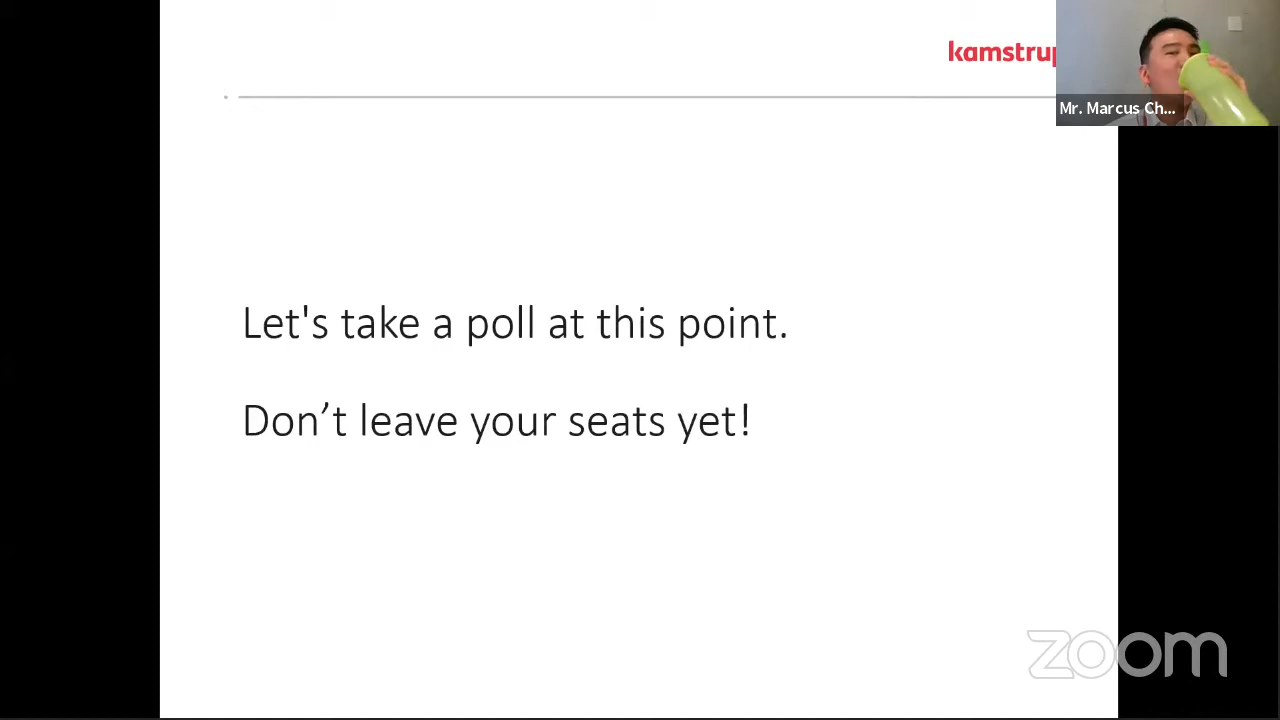 kamstrup
Mr. Marcus Ch...
Let's take a poll at this point.
Don’t leave your seats yet!
zoom